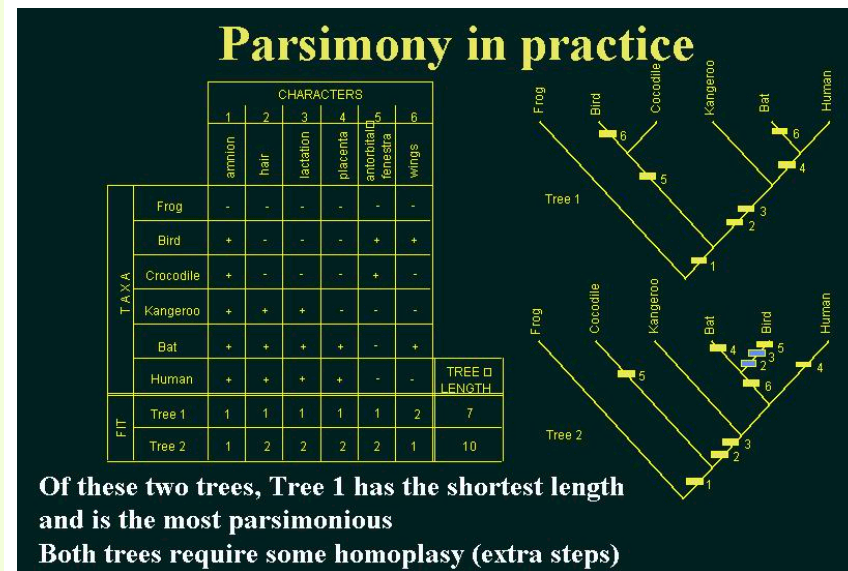 Parsimony in practice
CHARACTERS
1 2 3 4 5 6
amnion
hair
lactation
placenta
antorbital□
fenestra
wings
TAXA
Frog - - - - - -
Bird + - - - + +
Crocodile + - - - + -
Kangeroo + + + - - -
Bat + + + + - +
Human + + + + - -
TREE □
LENGTH
FIT
Tree 1 1 1 1 1 1 2 7
Tree 2 1 2 2 2 2 1 10
Frog
Bird
Cocodile
Kangeroo
Bat
Human
6
6
5
4
3
2
1
Tree 1
Frog
Cocodile
Kangeroo
Bat
Bird
Human
4
5
3
2
4
5
6
3
2
1
Tree 2
Of these two trees, Tree 1 has the shortest length
and is the most parsimonious
Both trees require some homoplasy (extra steps)